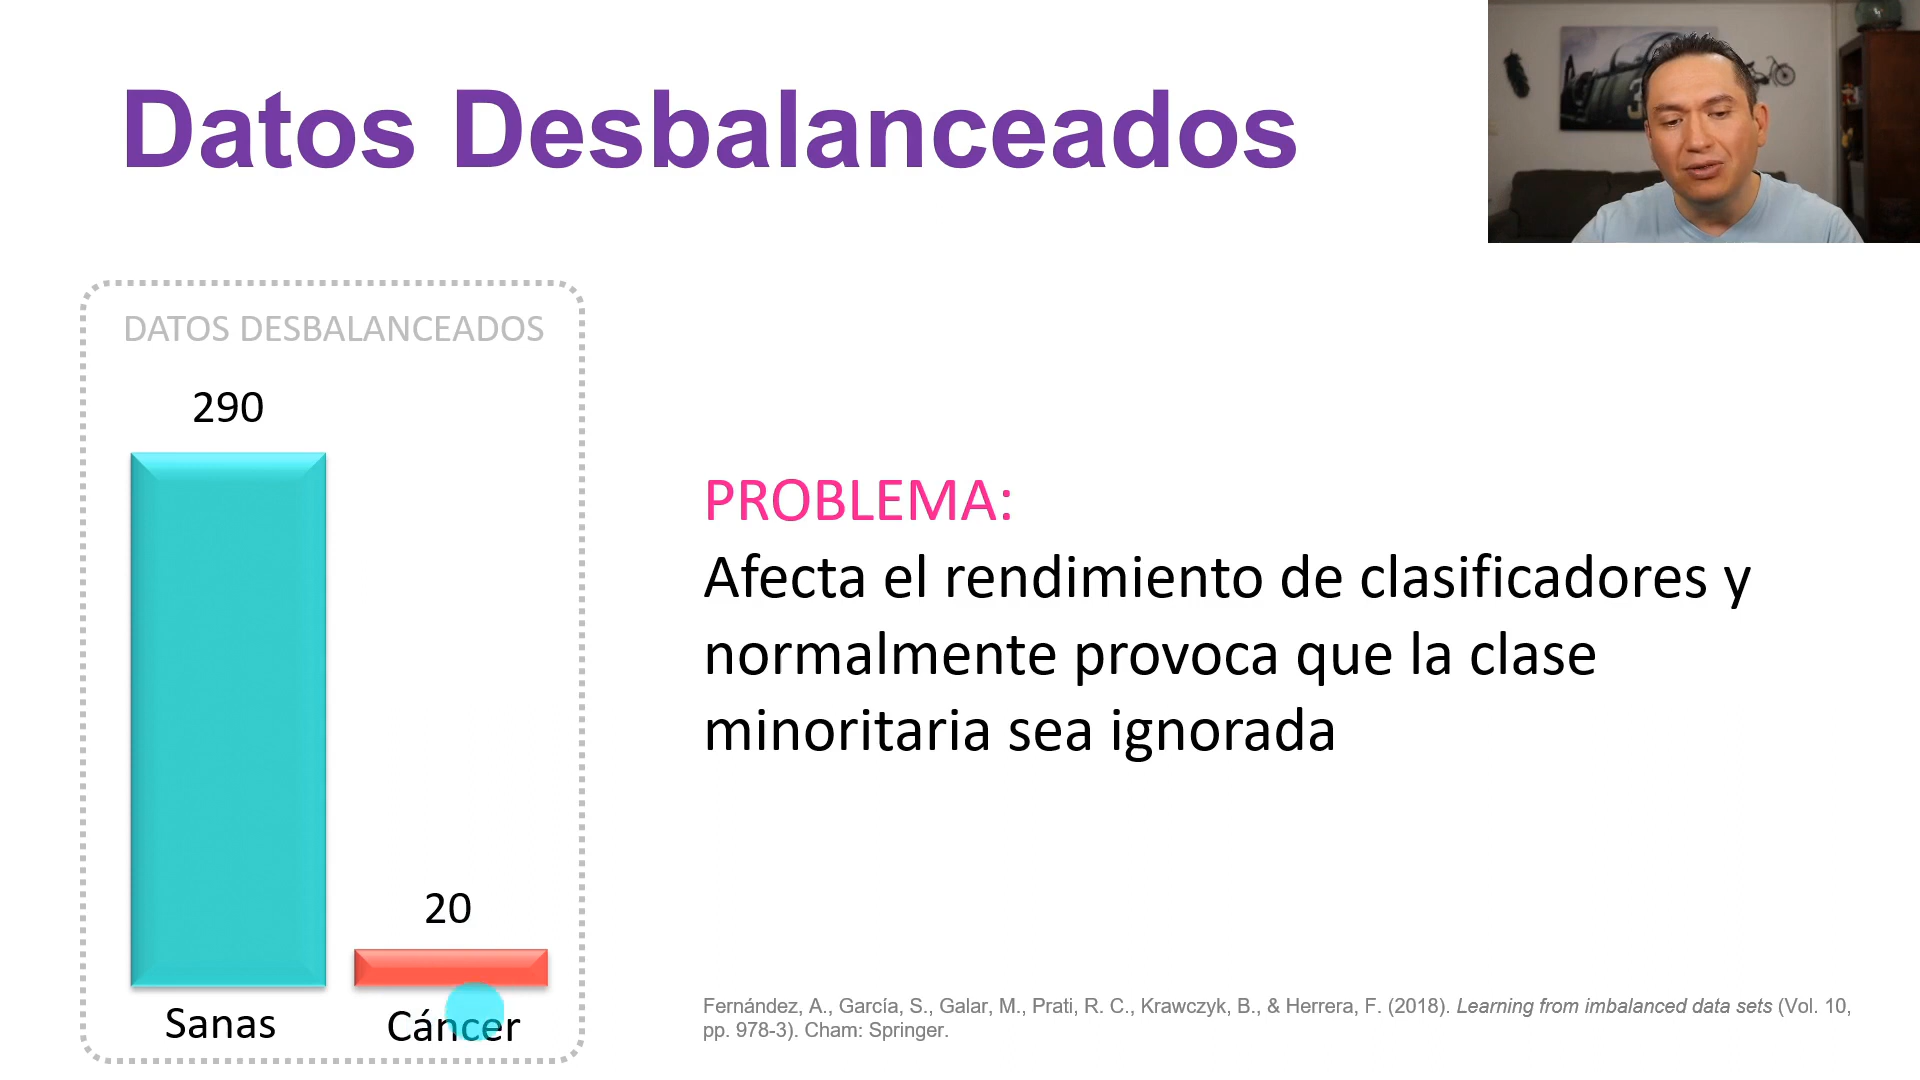 Datos Desbalanceados
DATOS DESBALANCEADOS
290
20
Sanas
Cáncer
PROBLEMA:
Afecta el rendimiento de clasificadores y
normalmente provoca que la clase
minoritaria sea ignorada
Fernández, A., García, S., Galar, M., Prati, R. C., Krawczyk, B., & Herrera, F. (2018). Learning from imbalanced data sets (Vol. 10,
pp. 978-3). Cham: Springer.